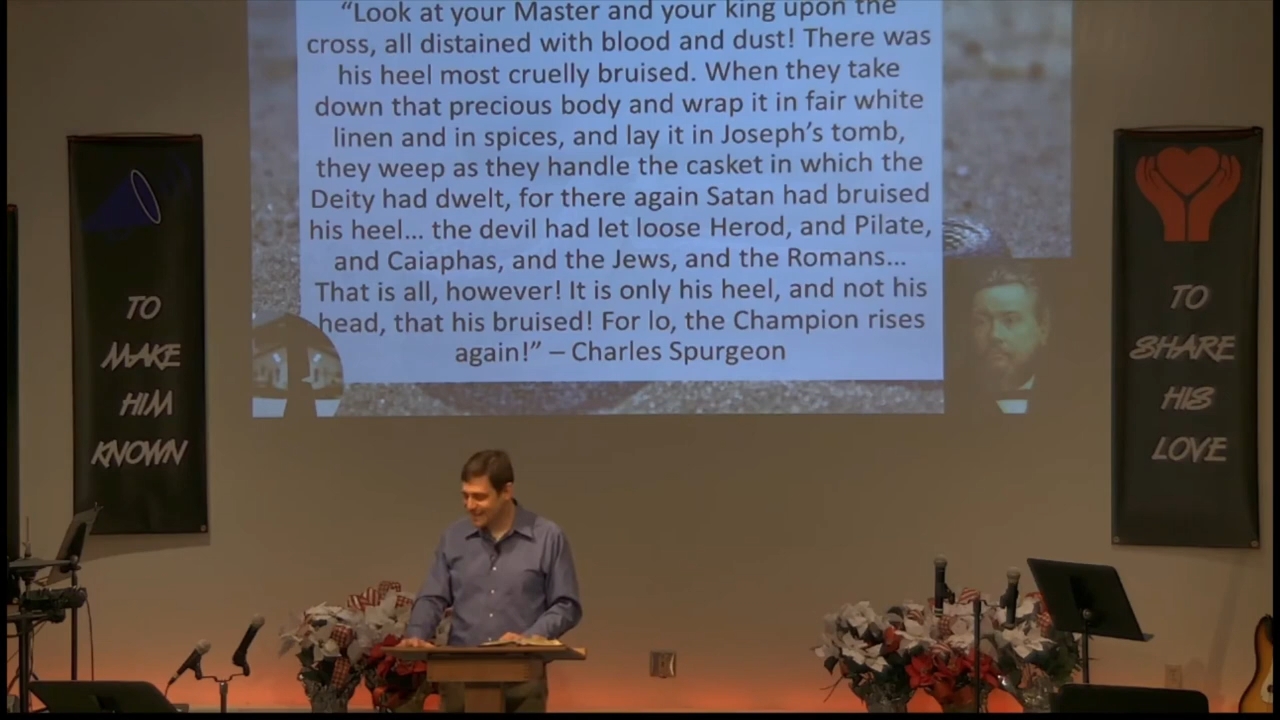 “Look at your Master and your king upon the
cross, all distained with blood and dust! There was
his heel most cruelly bruised. When they take
down that precious body and wrap it in fair white
linen and in spices, and lay it in Joseph’s tomb,
they weep as they handle the casket in which the
Deity had dwelt, for there again Satan had bruised
his heel... the devil had let loose Herod, and Pilate,
and Caiaphas, and the Jews, and the Romans...
That is all, however! It is only his heel, and not his
head, that his bruised! For lo, the Champion rises
again!” – Charles Spurgeon
TO
MAKE
HIM
KNOWN
TO
SHARE
HIS
LOVE